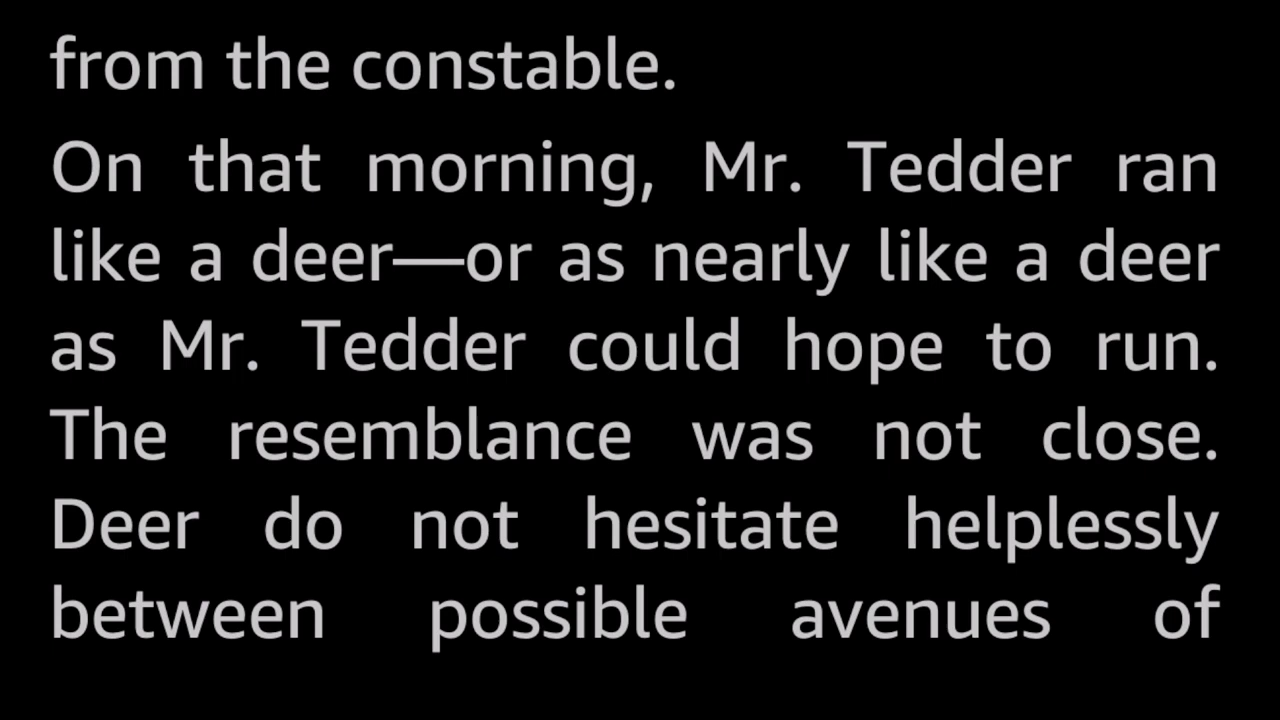 from the constable.
On that morning, Mr. Tedder ran
like a deer—or as nearly like a deer
as Mr. Tedder could hope to run.
The resemblance was not close.
Deer do not hesitate helplessly
between possible avenues of